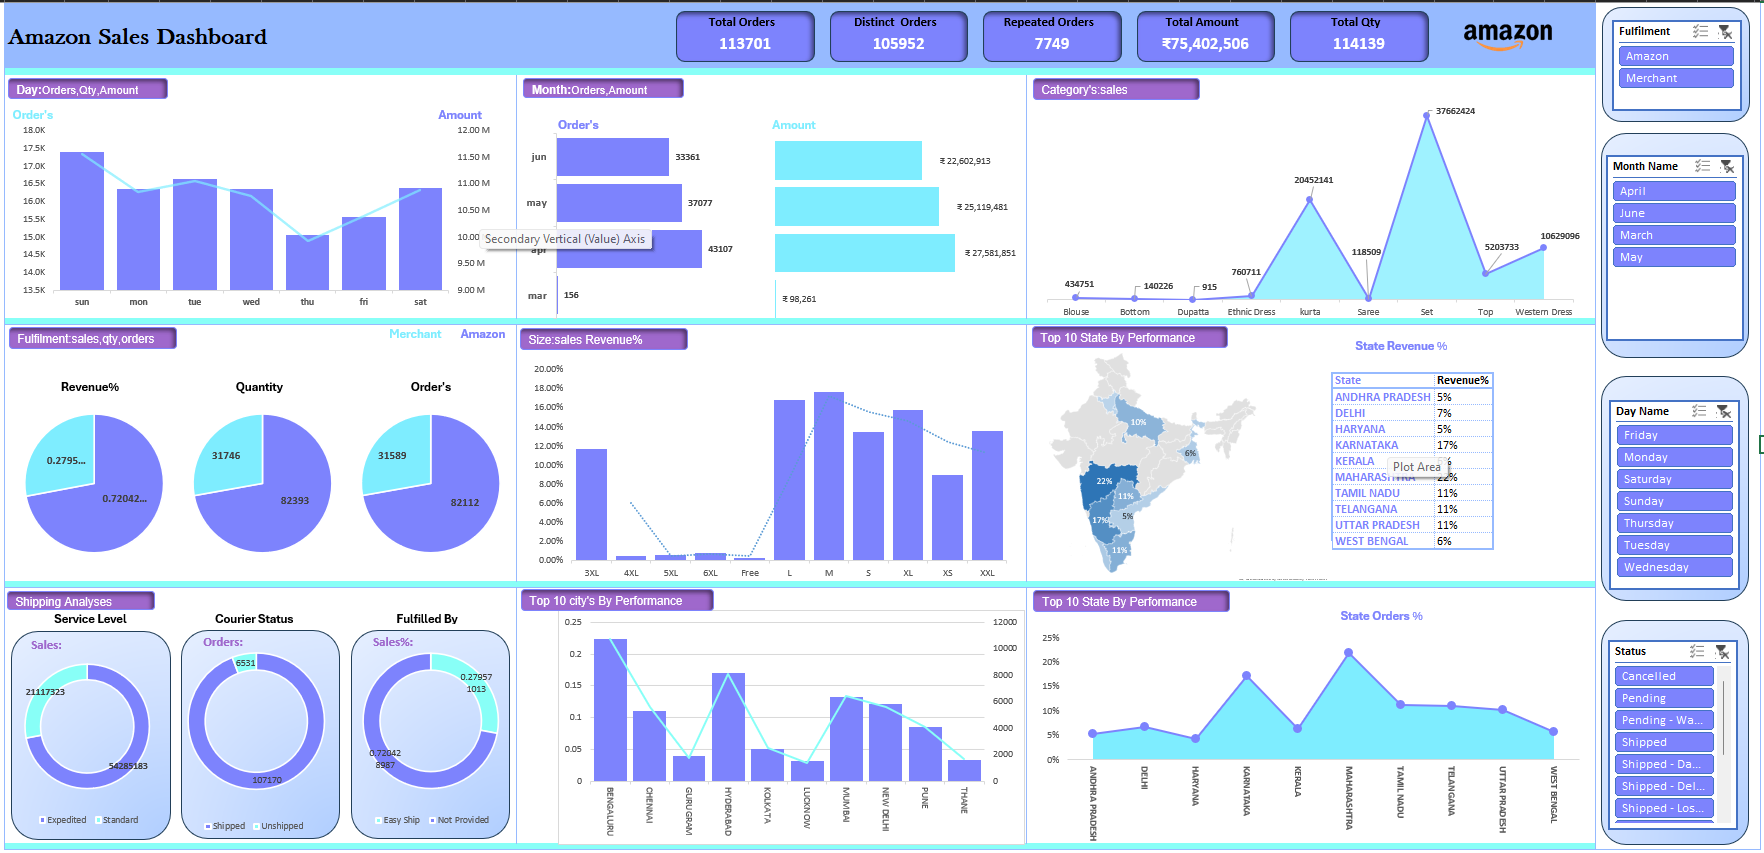 Amazon Sales Dashboard
Total Orders
113701
Distinct Orders
105952
Repeated Orders
7749
Total Amount
₹75,402,506
Total Qty
114139
amazon
Day:Orders,Qty,Amount
Order's
Amount
18.0K
17.5K
17.0K
16.5K
16.0K
15.5K
15.0K
14.5K
14.0K
13.5K
12.00 M
11.50 M
11.00 M
10.50 M
10.00
9.50 M
9.00 M
sun mon tue wed thu fri sat
Secondary Vertical (Value) Axis
Month:Orders,Amount
Order's
Amount
jun
33361
₹ 22,602,913
may
37077
₹ 25,119,481
apr
43107
₹ 27,581,851
mar
156
₹ 98,261
Category's:sales
434751
140226
915
760711
20452141
118509
37662424
5203733
10629096
Blouse Bottom Dupatta Ethnic Dress kurta Saree Set Top Western Dress
Fulfilment:sales,qty,orders
Merchant Amazon
Revenue%
0.2795...
0.72042...
Quantity
31746
82393
Order's
31589
82112
Size:sales Revenue%
20.00%
18.00%
16.00%
14.00%
12.00%
10.00%
8.00%
6.00%
4.00%
2.00%
0.00%
3XL 4XL 5XL 6XL Free L M S XL XS XXL
Top 10 State By Performance
10%
6%
22%
11%
17%
5%
11%
State Revenue %
State Revenue%
ANDHRA PRADESH 5%
DELHI 7%
HARYANA 5%
KARNATAKA 17%
KERALA
Plot Area
MAHARASHTRA 22%
TAMIL NADU 11%
TELANGANA 11%
UTTAR PRADESH 11%
WEST BENGAL 6%
Shipping Analyses
Service Level
Sales:
21117323
54285183
Expedited Standard
Courier Status
Orders:
6531
107170
Shipped Unshipped
Fulfilled By
Sales%:
0.27957
1013
0.72042
8987
Easy Ship Not Provided
Top 10 city's By Performance
0.25
0.2
0.15
0.1
0.05
0
12000
10000
8000
6000
4000
2000
0
BENGALURU
CHENNAI
GURUGRAM
HYDERABAD
KOLKATA
LUCKNOW
MUMBAI
NEW DELHI
PUNE
THANE
Top 10 State By Performance
State Orders %
25%
20%
15%
10%
5%
0%
ANDHRA PRADESH
DELHI
HARYANA
KARNATAKA
KERALA
MAHARASHTRA
TAMIL NADU
TELANGANA
UTTAR PRADESH
WEST BENGAL
Fulfilment
Amazon
Merchant
Month Name
April
June
March
May
Day Name
Friday
Monday
Saturday
Sunday
Thursday
Tuesday
Wednesday
Status
Cancelled
Pending
Pending - Wa...
Shipped
Shipped - Da...
Shipped - Del...
Shipped - Los...